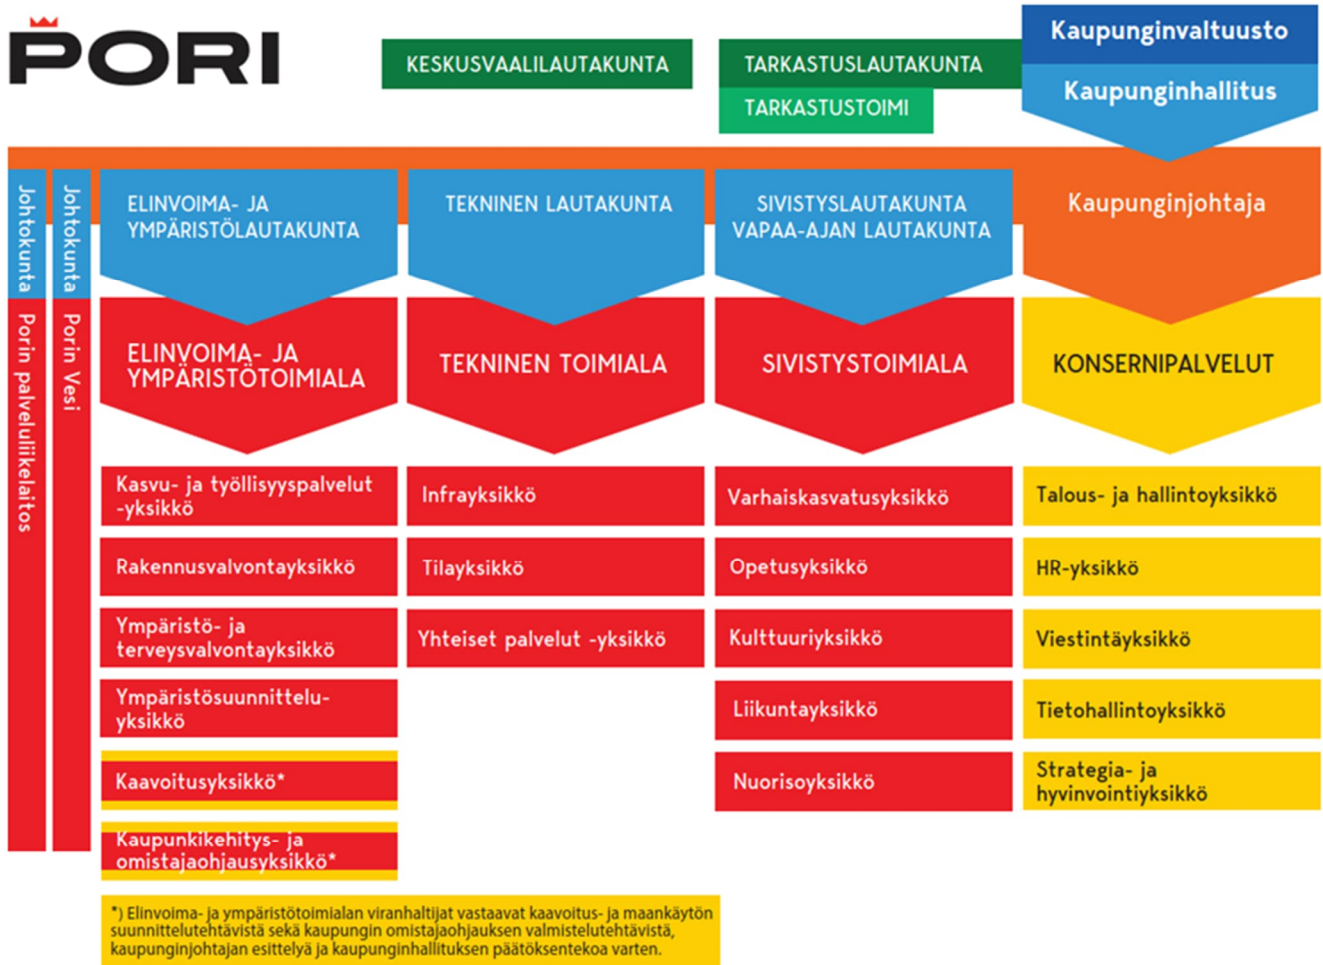 PORI
KESKUSVAALILAUTAKUNTA
TARKASTUSLAUTAKUNTA
TARKASTUSTOIMI
Kaupunginvaltuusto
Kaupunginhallitus
Kaupunginjohtaja
Johtokunta
Porin palveluliikelaitos
Johtokunta
Porin Vesi
ELINVOIMA- JA
YMPÄRISTÖLAUTAKUNTA
ELINVOIMA- JA
YMPÄRISTÖTOIMIALA
Kasvu- ja työllisyyspalvelut
-yksikkö
Rakennusvalvontayksikkö
Ympäristö- ja
terveysvalvontayksikkö
Ympäristösuunnittelu-
yksikkö
Kaavoitusyksikkö*
Kaupunkikehitys- ja
omistajaohjausyksikkö*
TEKNINEN LAUTAKUNTA
TEKNINEN TOIMIALA
Infrayksikkö
Tilayksikkö
Yhteiset palvelut -yksikkö
SIVISTYSLAUTAKUNTA
VAPAA-AJAN LAUTAKUNTA
SIVISTYSTOIMIALA
Varhaiskasvatusyksikkö
Opetusyksikkö
Kulttuuriyksikkö
Liikuntayksikkö
Nuorisoyksikkö
KONSERNIPALVELUT
Talous- ja hallintoyksikkö
HR-yksikkö
Viestintäyksikkö
Tietohallintoyksikkö
Strategia- ja
hyvinvointiyksikkö
*) Elinvoima- ja ympäristötoimialan viranhaltijat vastaavat kaavoitus- ja maankäytön
suunnittelutehtävistä sekä kaupungin omistajaohjauksen valmistelutehtävistä,
kaupunginjohtajan esittelyä ja kaupunginhallituksen päätöksentekoa varten.